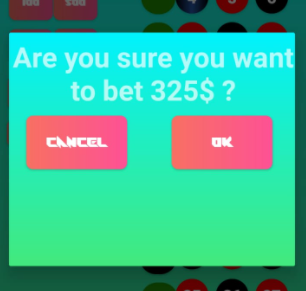 Are you sure you want
to bet 325$ ?
CANCEL OK